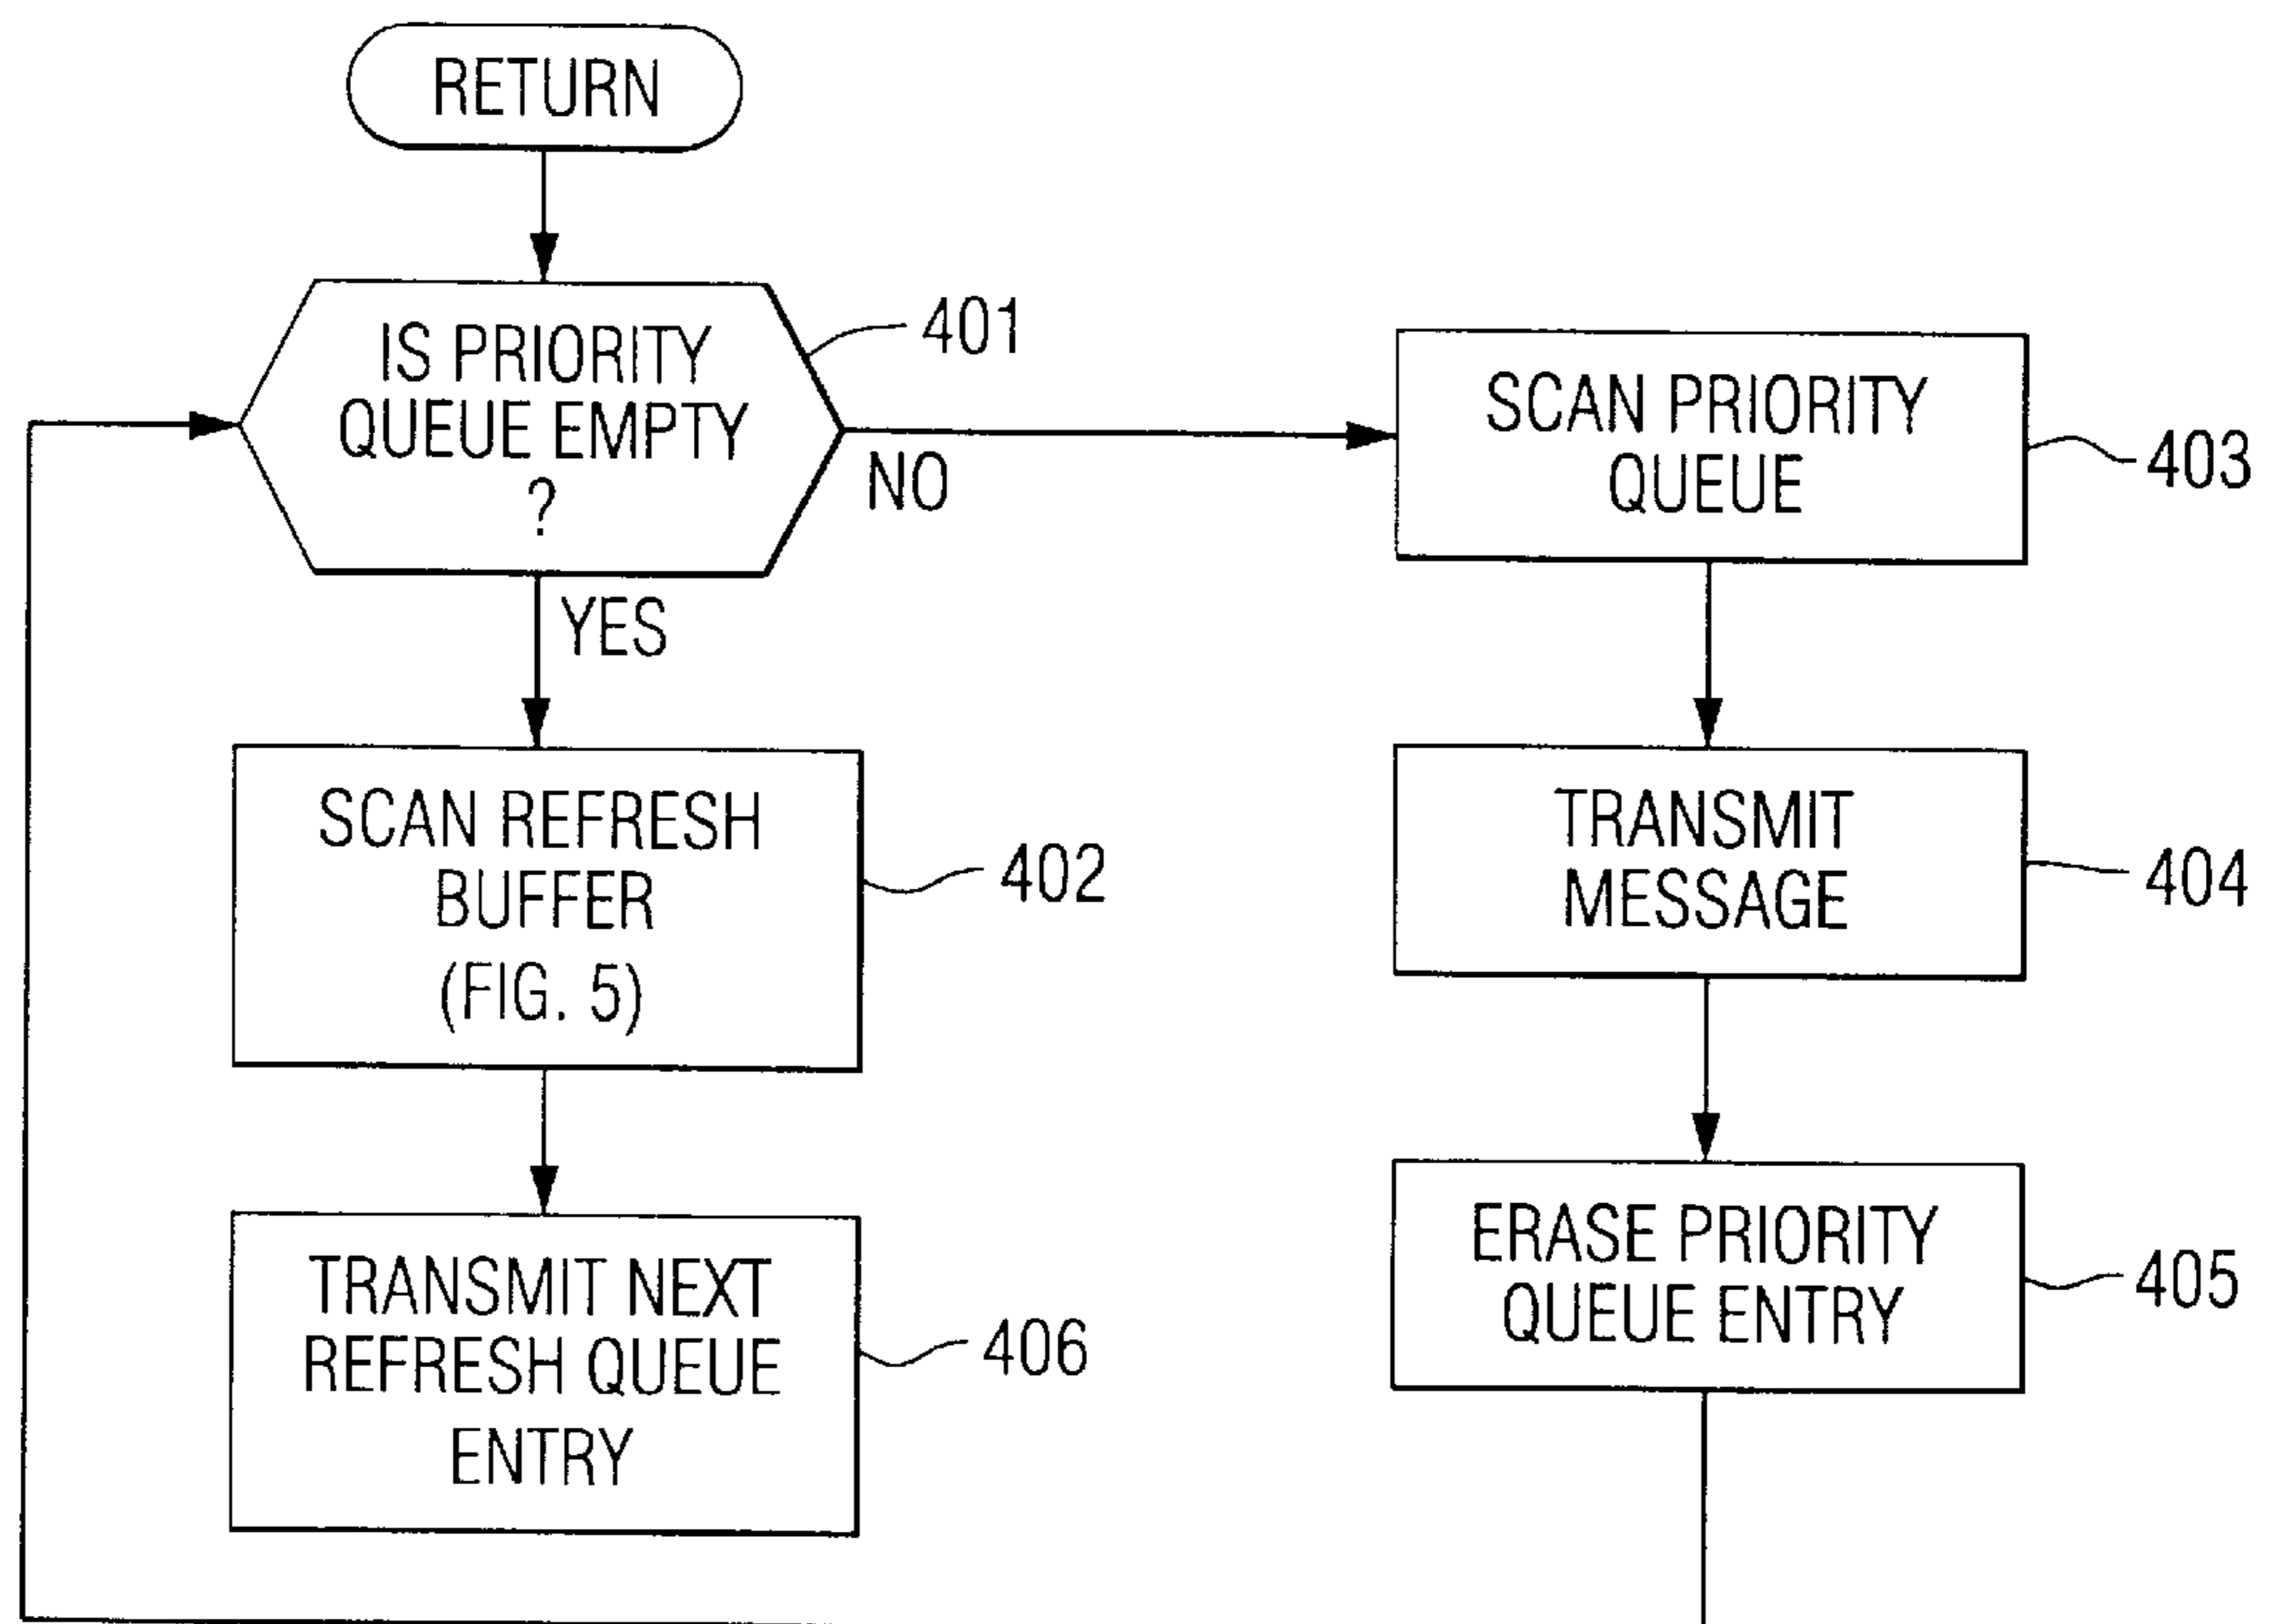 RETURN
IS PRIORITY
QUEUE EMPTY
?
401
NO
YES
SCAN REFRESH
BUFFER
(FIG. 5)
402
TRANSMIT NEXT
REFRESH QUEUE
ENTRY
406
SCAN PRIORITY
QUEUE
403
TRANSMIT
MESSAGE
404
ERASE PRIORITY
QUEUE ENTRY
405